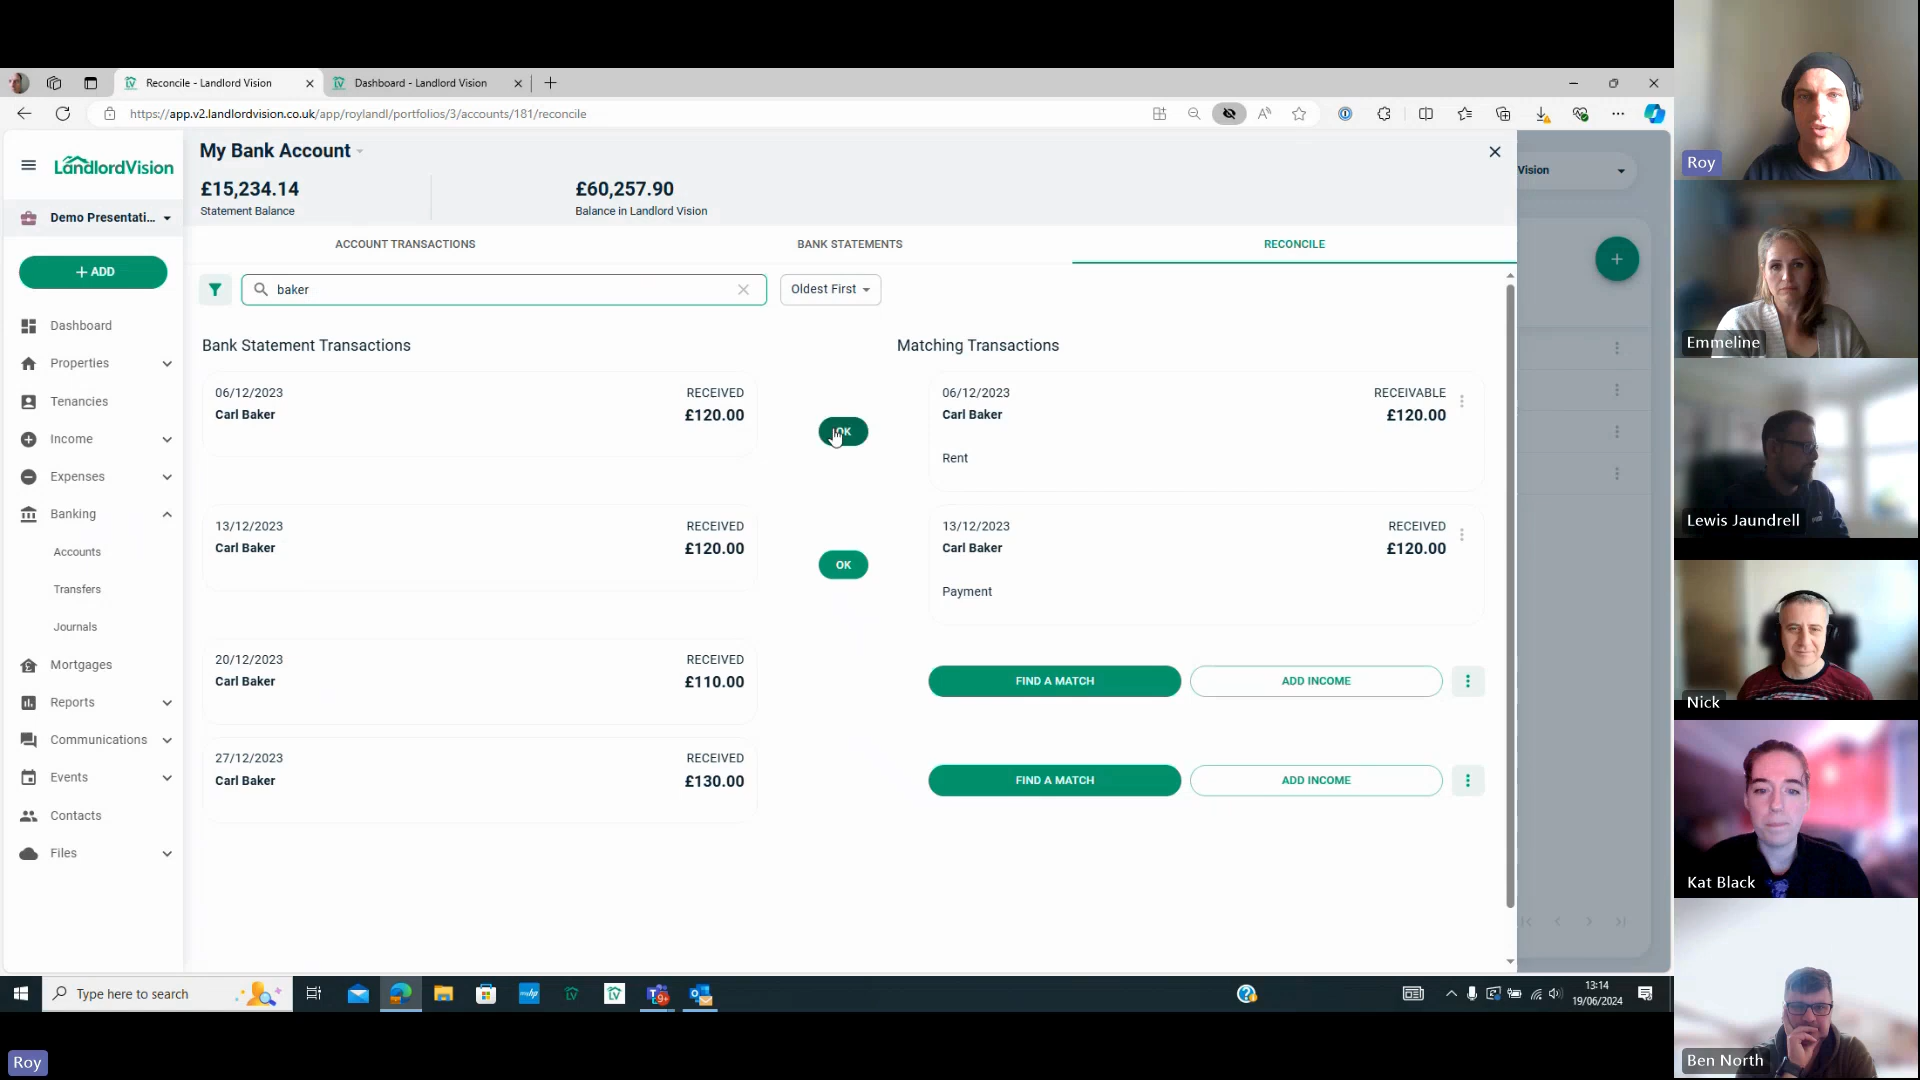 Reconcile - Landlord Vision
Dashboard - Landlord Vision
https://app.v2.landlordvision.co.uk/app/roylandl/portfolios/3/accounts/181/reconcile
LandlordVision
Demo Presentati...
+ ADD
Dashboard
Properties
Tenancies
Income
Expenses
Banking
Accounts
Transfers
Journals
Mortgages
Reports
Communications
Events
Contacts
Files
My Bank Account
£15,234.14
Statement Balance
£60,257.90
Balance in Landlord Vision
Vision
ACCOUNT TRANSACTIONS
BANK STATEMENTS
RECONCILE
baker
Oldest First
Bank Statement Transactions
Matching Transactions
06/12/2023
RECEIVED
Carl Baker
£120.00
OK
06/12/2023
RECEIVABLE
Carl Baker
£120.00
Rent
13/12/2023
RECEIVED
Carl Baker
£120.00
OK
13/12/2023
RECEIVED
Carl Baker
£120.00
Payment
20/12/2023
RECEIVED
Carl Baker
£110.00
FIND A MATCH
ADD INCOME
27/12/2023
RECEIVED
Carl Baker
£130.00
FIND A MATCH
ADD INCOME
Type here to search
13:14
19/06/2024
Roy
Roy
Emmeline
Lewis Jaundrell
Nick
Kat Black
Ben North